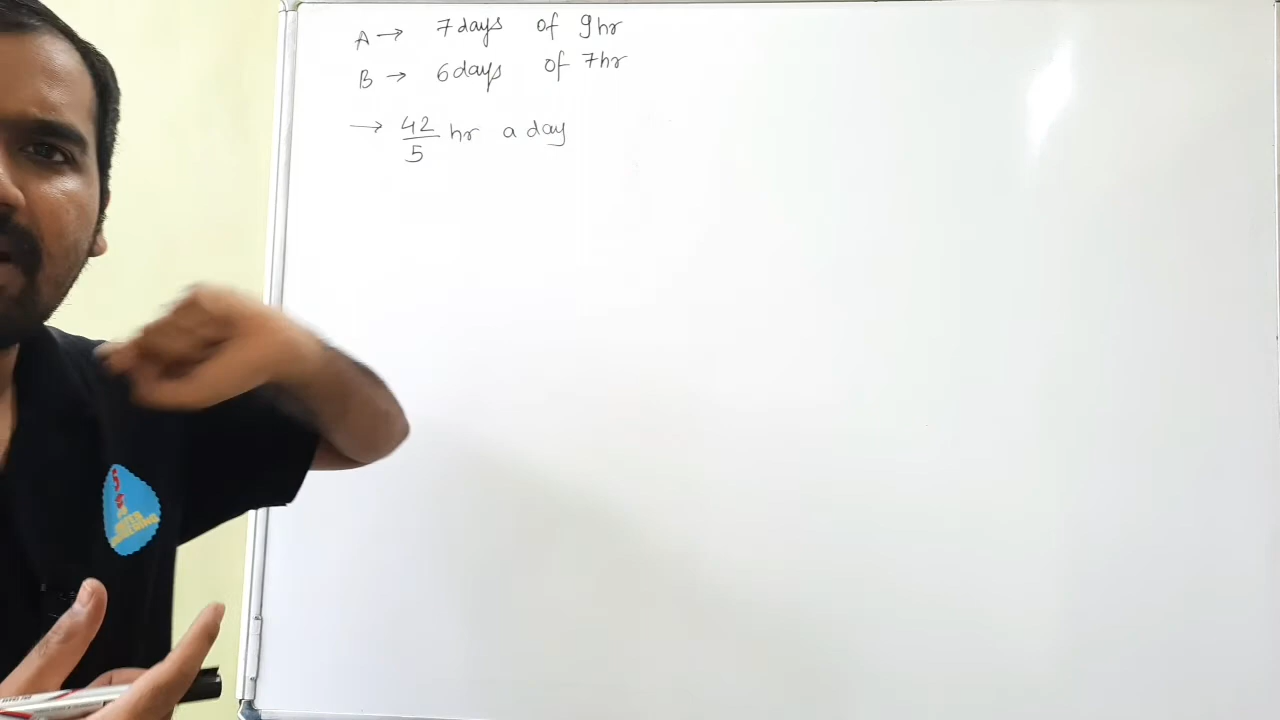 A → 7 days of 9 hr
B → 6 days of 7 hr
→ 42/5 hr a day